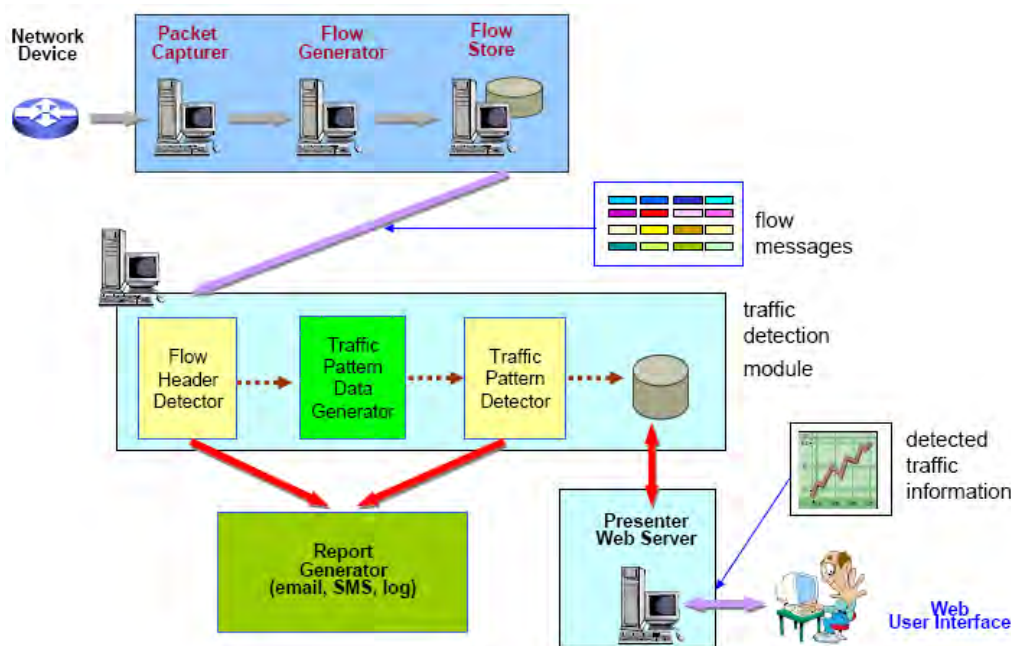 Network
Device
Packet
Capturer
Flow
Generator
Flow
Store
flow
messages
traffic
detection
module
Flow
Header
Detector
Traffic
Pattern
Data
Generator
Traffic
Pattern
Detector
detected
traffic
information
Report
Generator
(email, SMS, log)
Presenter
Web Server
Web
User Interface